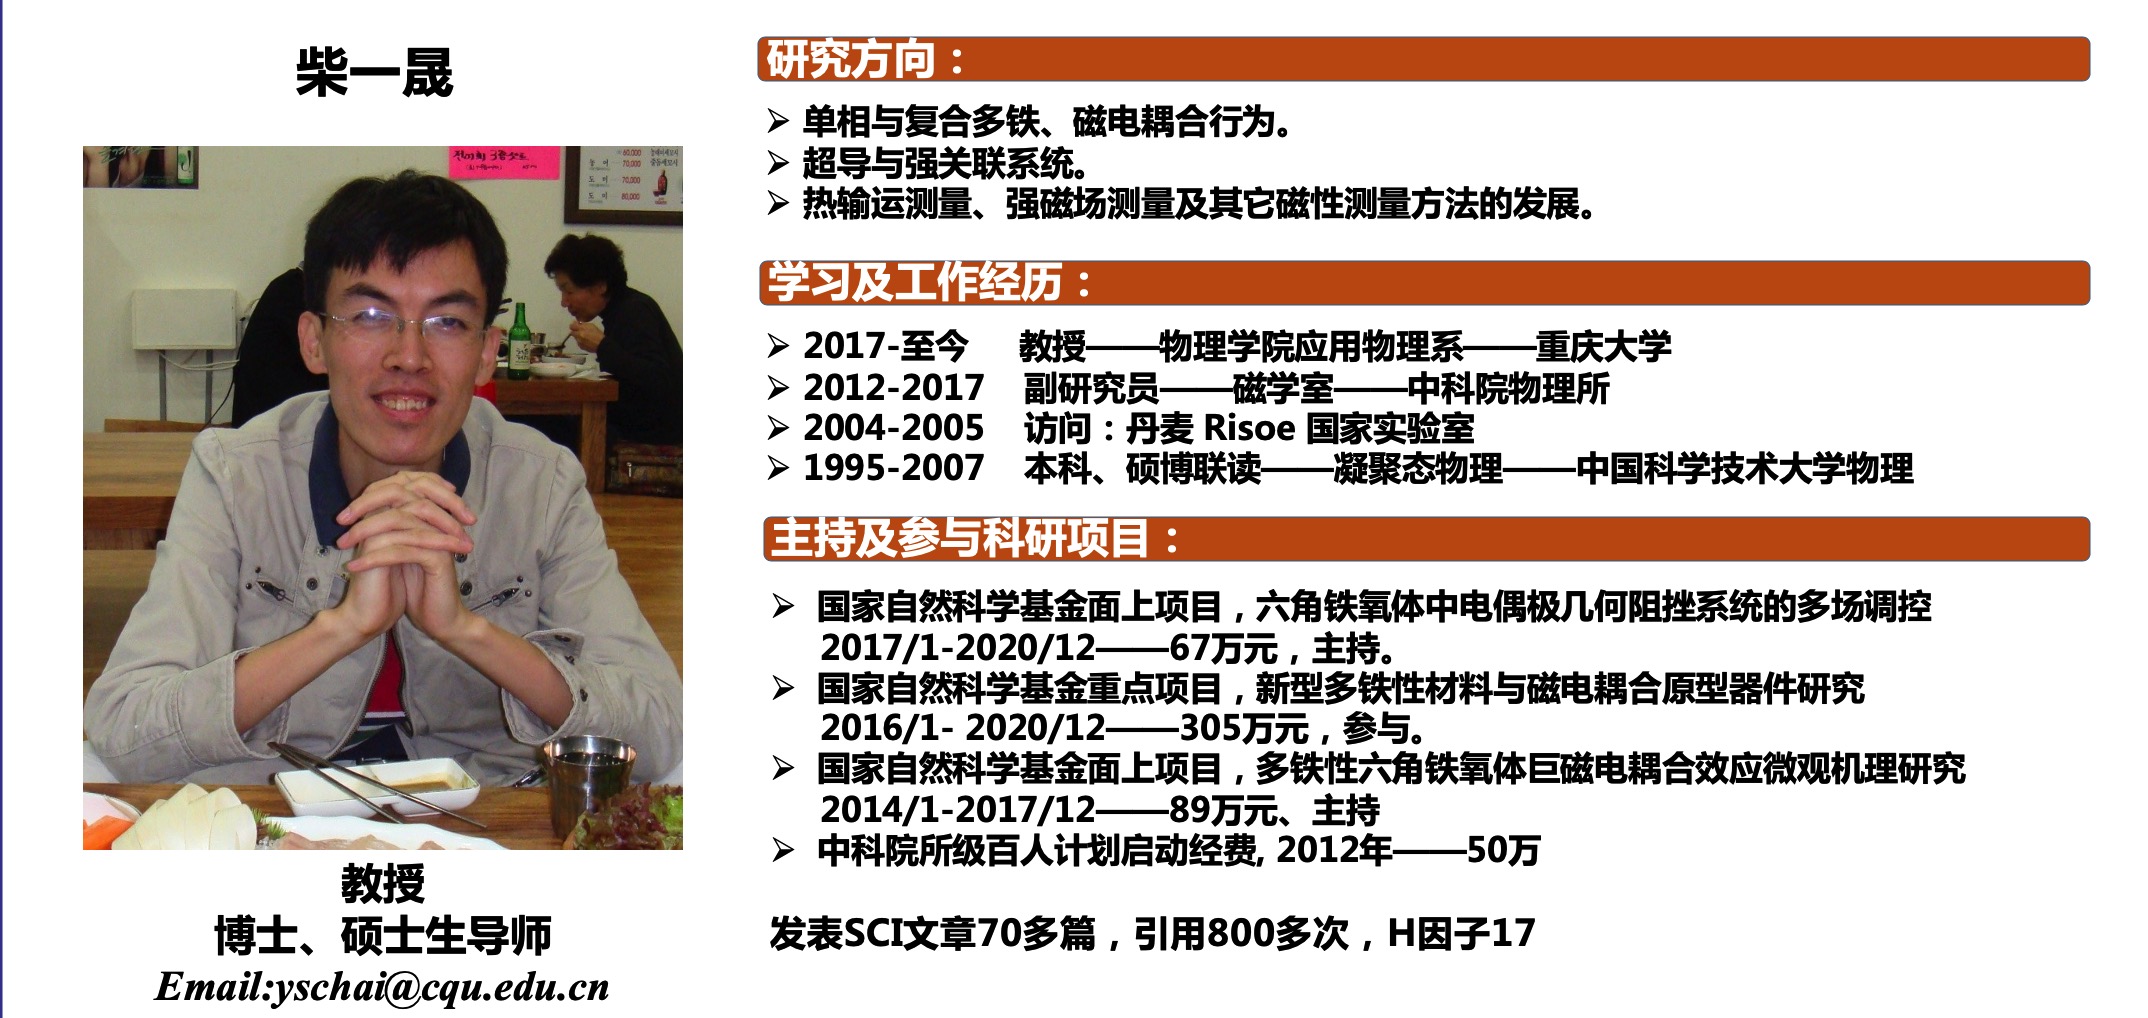 柴一晟
教授
博士、硕士生导师
Email:yschai@cqu.edu.cn
研究方向：
➢ 单相与复合多铁、磁电耦合行为。
➢ 超导与强关联系统。
➢ 热输运测量、强磁场测量及其它磁性测量方法的发展。
学习及工作经历：
➢ 2017-至今 教授——物理学院应用物理系——重庆大学
➢ 2012-2017 副研究员——磁学室——中科院物理所
➢ 2004-2005 访问：丹麦 Risoe 国家实验室
➢ 1995-2007 本科、硕博联读——凝聚态物理——中国科学技术大学物理
主持及参与科研项目：
➢ 国家自然科学基金面上项目，六角铁氧体中电偶极几何阻挫系统的多场调控
2017/1-2020/12——67万元，主持。
➢ 国家自然科学基金重点项目，新型多铁性材料与磁电耦合原型器件研究
2016/1- 2020/12——305万元，参与。
➢ 国家自然科学基金面上项目，多铁性六角铁氧体巨磁电耦合效应微观机理研究
2014/1-2017/12——89万元、主持
➢ 中科院所级百人计划启动经费, 2012年——50万
发表SCI文章70多篇，引用800多次，H因子17
60,000
70,000
70,000
80,000